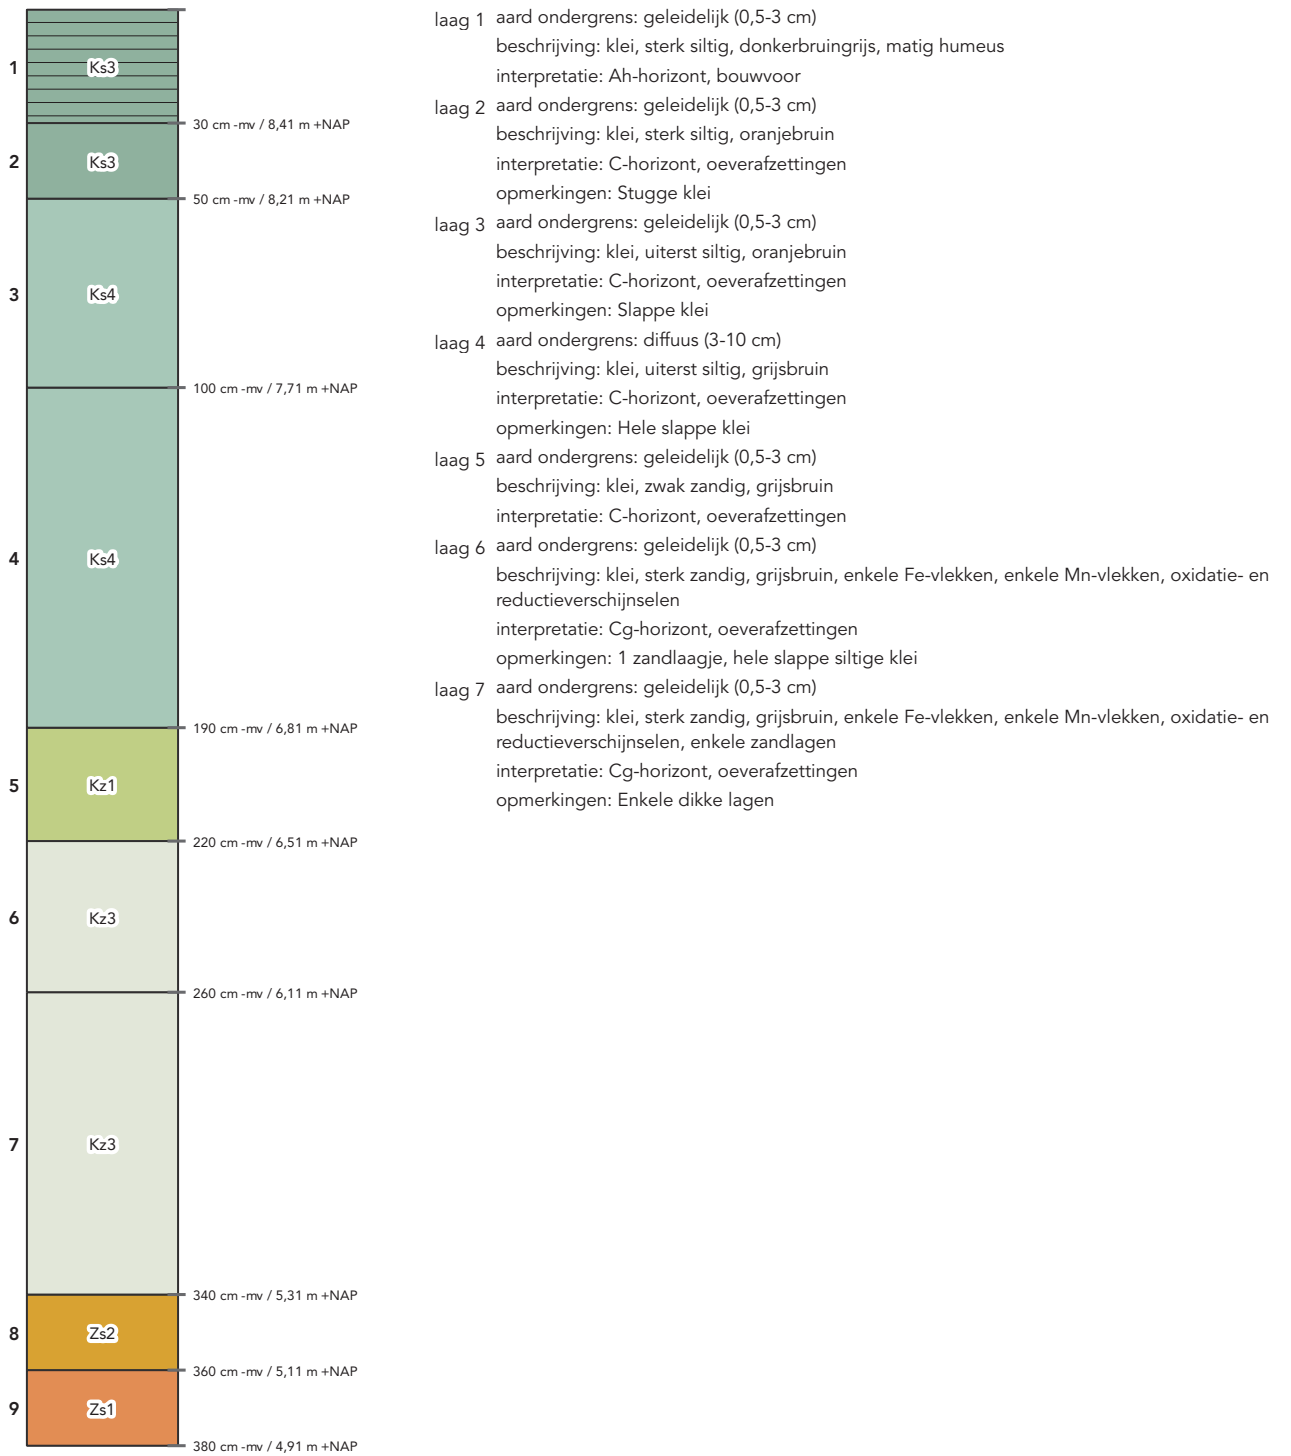 1
Ks3
30 cm -mv / 8,41 m +NAP
2
Ks3
50 cm -mv / 8,21 m +NAP
3
Ks4
100 cm -mv / 7,71 m +NAP
4
Ks4
190 cm -mv / 6,81 m +NAP
5
Kz1
220 cm -mv / 6,51 m +NAP
6
Kz3
260 cm -mv / 6,11 m +NAP
7
Kz3
340 cm -mv / 5,31 m +NAP
8
Zs2
360 cm -mv / 5,11 m +NAP
9
Zs1
380 cm -mv / 4,91 m +NAP
laag 1 aard ondergrens: geleidelijk (0,5-3 cm)
beschrijving: klei, sterk siltig, donkerbruingrijs, matig humeus
interpretatie: Ah-horizont, bouwvoor
laag 2 aard ondergrens: geleidelijk (0,5-3 cm)
beschrijving: klei, sterk siltig, oranjebruin
interpretatie: C-horizont, oeverafzettingen
opmerkingen: Stugge klei
laag 3 aard ondergrens: geleidelijk (0,5-3 cm)
beschrijving: klei, uiterst siltig, oranjebruin
interpretatie: C-horizont, oeverafzettingen
opmerkingen: Slappe klei
laag 4 aard ondergrens: diffuus (3-10 cm)
beschrijving: klei, uiterst siltig, grijsbruin
interpretatie: C-horizont, oeverafzettingen
opmerkingen: Hele slappe klei
laag 5 aard ondergrens: geleidelijk (0,5-3 cm)
beschrijving: klei, zwak zandig, grijsbruin
interpretatie: C-horizont, oeverafzettingen
laag 6 aard ondergrens: geleidelijk (0,5-3 cm)
beschrijving: klei, sterk zandig, grijsbruin, enkele Fe-vlekken, enkele Mn-vlekken, oxidatie- en
reductieverschijnselen
interpretatie: Cg-horizont, oeverafzettingen
opmerkingen: 1 zandlaagje, hele slappe siltige klei
laag 7 aard ondergrens: geleidelijk (0,5-3 cm)
beschrijving: klei, sterk zandig, grijsbruin, enkele Fe-vlekken, enkele Mn-vlekken, oxidatie- en
reductieverschijnselen, enkele zandlagen
interpretatie: Cg-horizont, oeverafzettingen
opmerkingen: Enkele dikke lagen